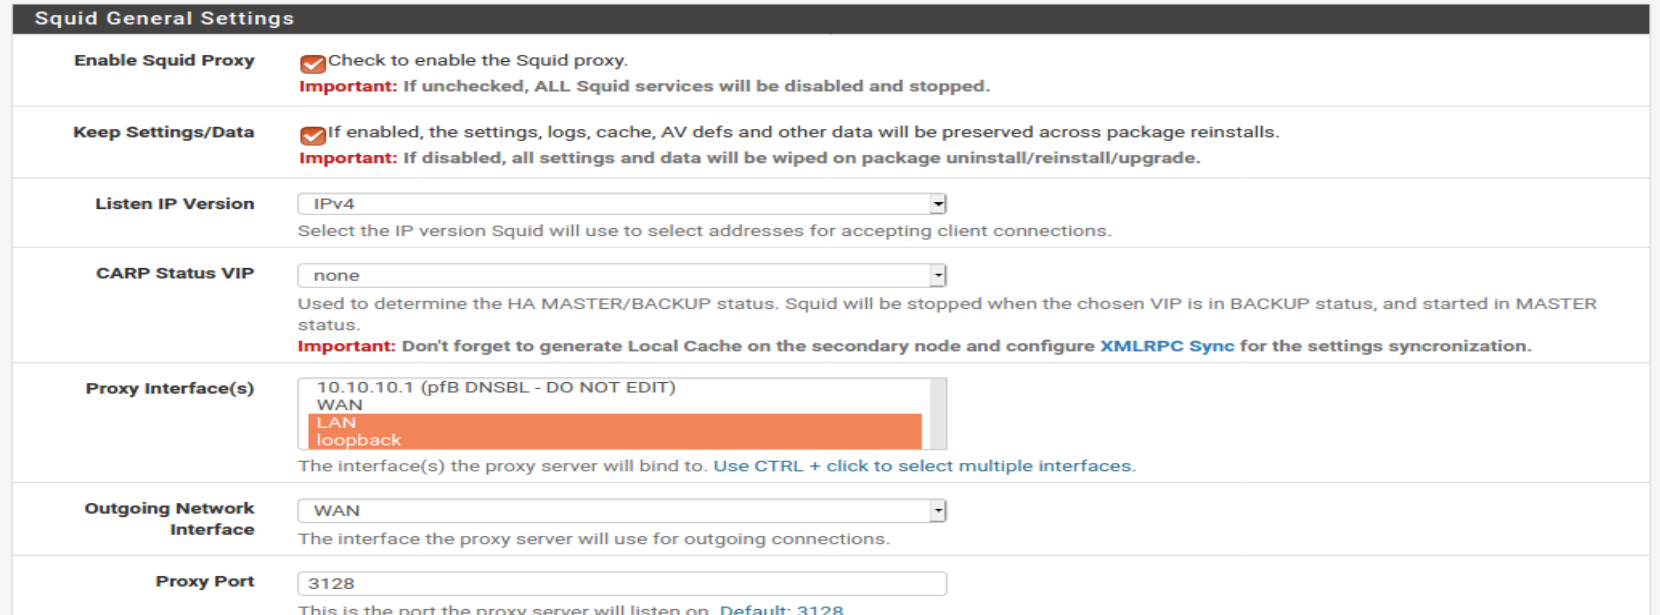 Squid General Settings
Enable Squid Proxy
Check to enable the Squid proxy.
Important: If unchecked, ALL Squid services will be disabled and stopped.
Keep Settings/Data
If enabled, the settings, logs, cache, AV defs and other data will be preserved across package reinstalls.
Important: If disabled, all settings and data will be wiped on package uninstall/reinstall/upgrade.
Listen IP Version
IPv4
Select the IP version Squid will use to select addresses for accepting client connections.
CARP Status VIP
none
Used to determine the HA MASTER/BACKUP status. Squid will be stopped when the chosen VIP is in BACKUP status, and started in MASTER
status.
Important: Don't forget to generate Local Cache on the secondary node and configure XMLRPC Sync for the settings syncronization.
Proxy Interface(s)
10.10.10.1 (pfB DNSBL - DO NOT EDIT)
WAN
LAN
loopback
The interface(s) the proxy server will bind to. Use CTRL + click to select multiple interfaces.
Outgoing Network
Interface
WAN
The interface the proxy server will use for outgoing connections.
Proxy Port
3128
This is the port the proxy server will listen on. Default: 3128